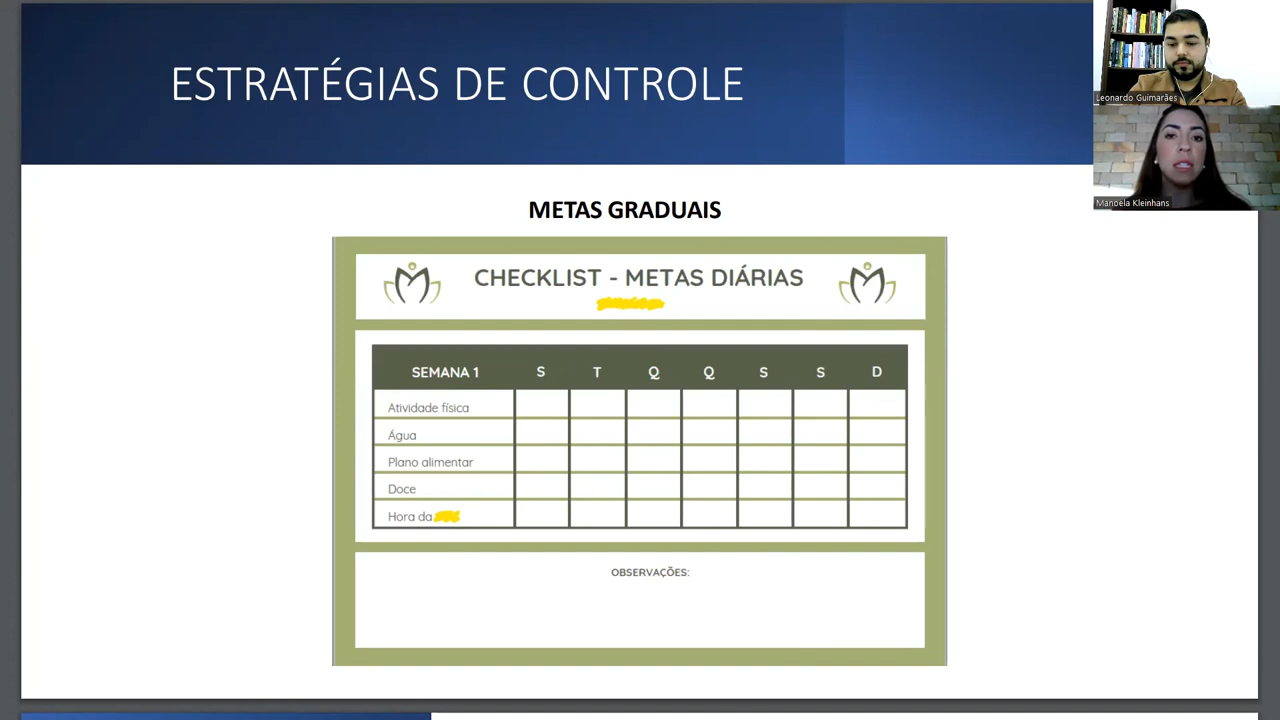 ESTRATÉGIAS DE CONTROLE
Leonardo Guimarães
Manoela Kleinhans
METAS GRADUAIS
CHECKLIST - METAS DIÁRIAS
SEMANA 1 S T Q Q S S D
Atividade física
Água
Plano alimentar
Doce
Hora da
OBSERVAÇÕES: